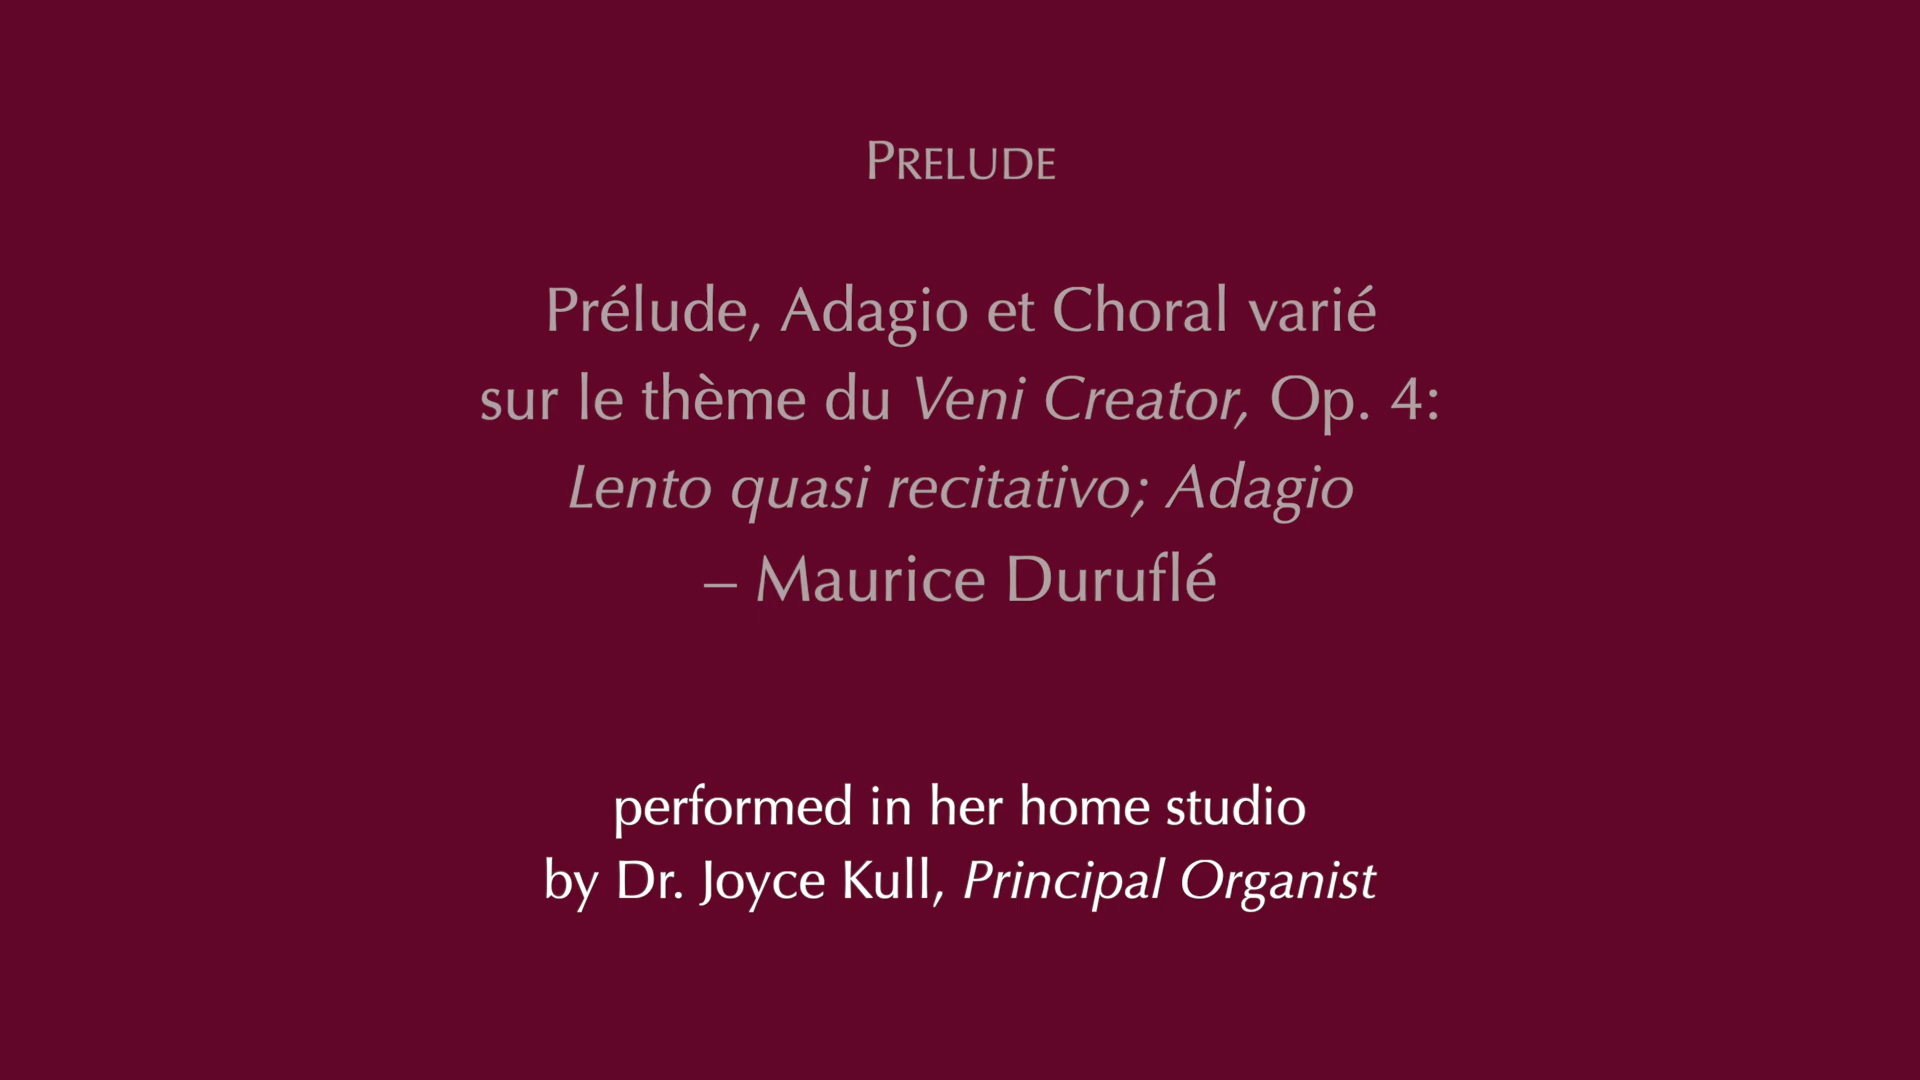 PRELUDE
Prélude, Adagio et Choral varié
sur le thème du Veni Creator, Op. 4:
Lento quasi recitativo; Adagio
– Maurice Duruflé
performed in her home studio
by Dr. Joyce Kull, Principal Organist